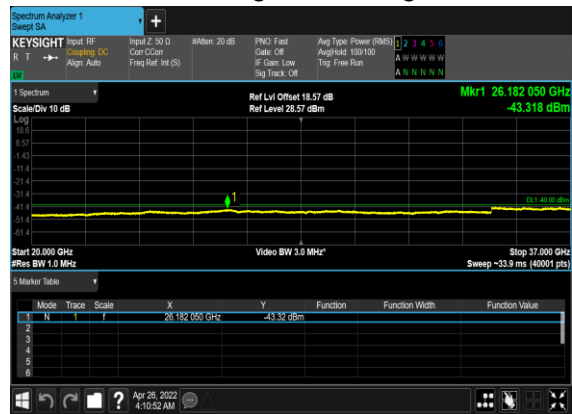 Spectrum Analyzer 1
Swept SA
+
KEYSIGHT Input: RF Input Z: 50 Ω #Atten: 20 dB PNO: Fast Avg Type: Power (RMS) 1 2 3 4 5 6
R T Coupling: DC Corr CCorr Gate: Off Avg|Hold: 100/100 A W W W W W
Align: Auto Freq Ref: Int (S) IF Gain: Low Trig: Free Run
Sig Track: Off A N N N N N
LXI
1 Spectrum Ref Lvl Offset 18.57 dB Mkr1 26.182 050 GHz
Scale/Div 10 dB Ref Level 28.57 dBm -43.318 dBm
Log
18.6
8.57
-1.43
-11.4
-21.4
-31.4
1
DL1 -40.00 dBm
-41.4
-51.4
-61.4
Start 20.000 GHz Video BW 3.0 MHz* Stop 37.000 GHz
#Res BW 1.0 MHz Sweep ~33.9 ms (40001 pts)
5 Marker Table
Mode Trace Scale X Y Function Function Width Function Value
1 N 1 f 26.182 050 GHz -43.32 dBm
2
3
4
5
6
? Apr 26, 2022
4:10:52 AM